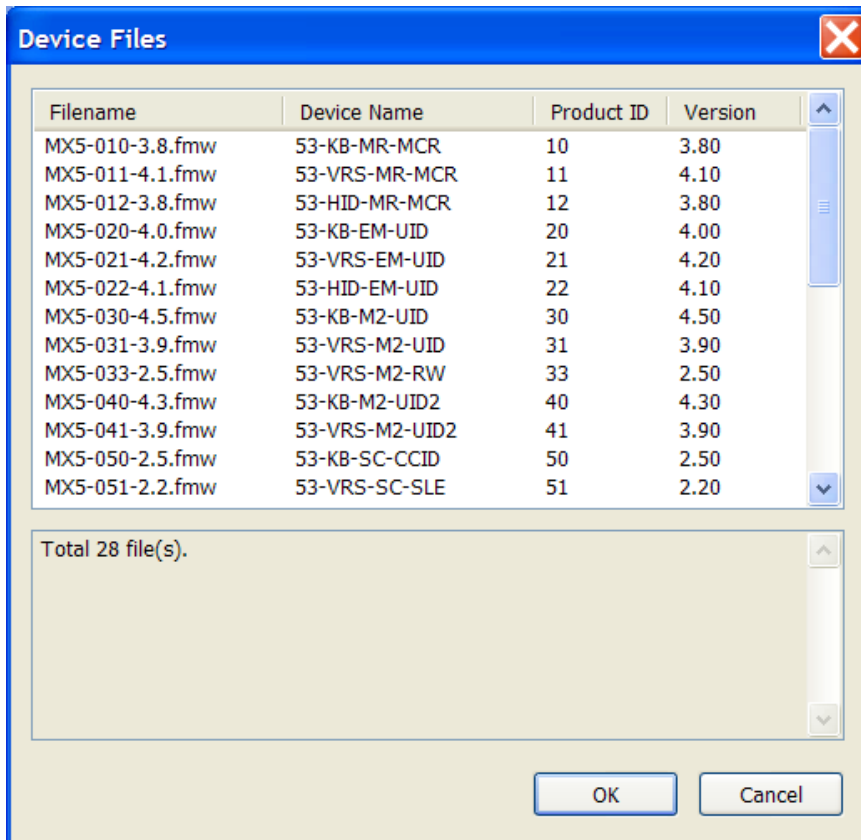 Device Files
Filename Device Name Product ID Version
MX5-010-3.8.fmw 53-KB-MR-MCR 10 3.80
MX5-011-4.1.fmw 53-VRS-MR-MCR 11 4.10
MX5-012-3.8.fmw 53-HID-MR-MCR 12 3.80
MX5-020-4.0.fmw 53-KB-EM-UID 20 4.00
MX5-021-4.2.fmw 53-VRS-EM-UID 21 4.20
MX5-022-4.1.fmw 53-HID-EM-UID 22 4.10
MX5-030-4.5.fmw 53-KB-M2-UID 30 4.50
MX5-031-3.9.fmw 53-VRS-M2-UID 31 3.90
MX5-033-2.5.fmw 53-VRS-M2-RW 33 2.50
MX5-040-4.3.fmw 53-KB-M2-UID2 40 4.30
MX5-041-3.9.fmw 53-VRS-M2-UID2 41 3.90
MX5-050-2.5.fmw 53-KB-SC-CCID 50 2.50
MX5-051-2.2.fmw 53-VRS-SC-SLE 51 2.20
Total 28 file(s).
OK Cancel